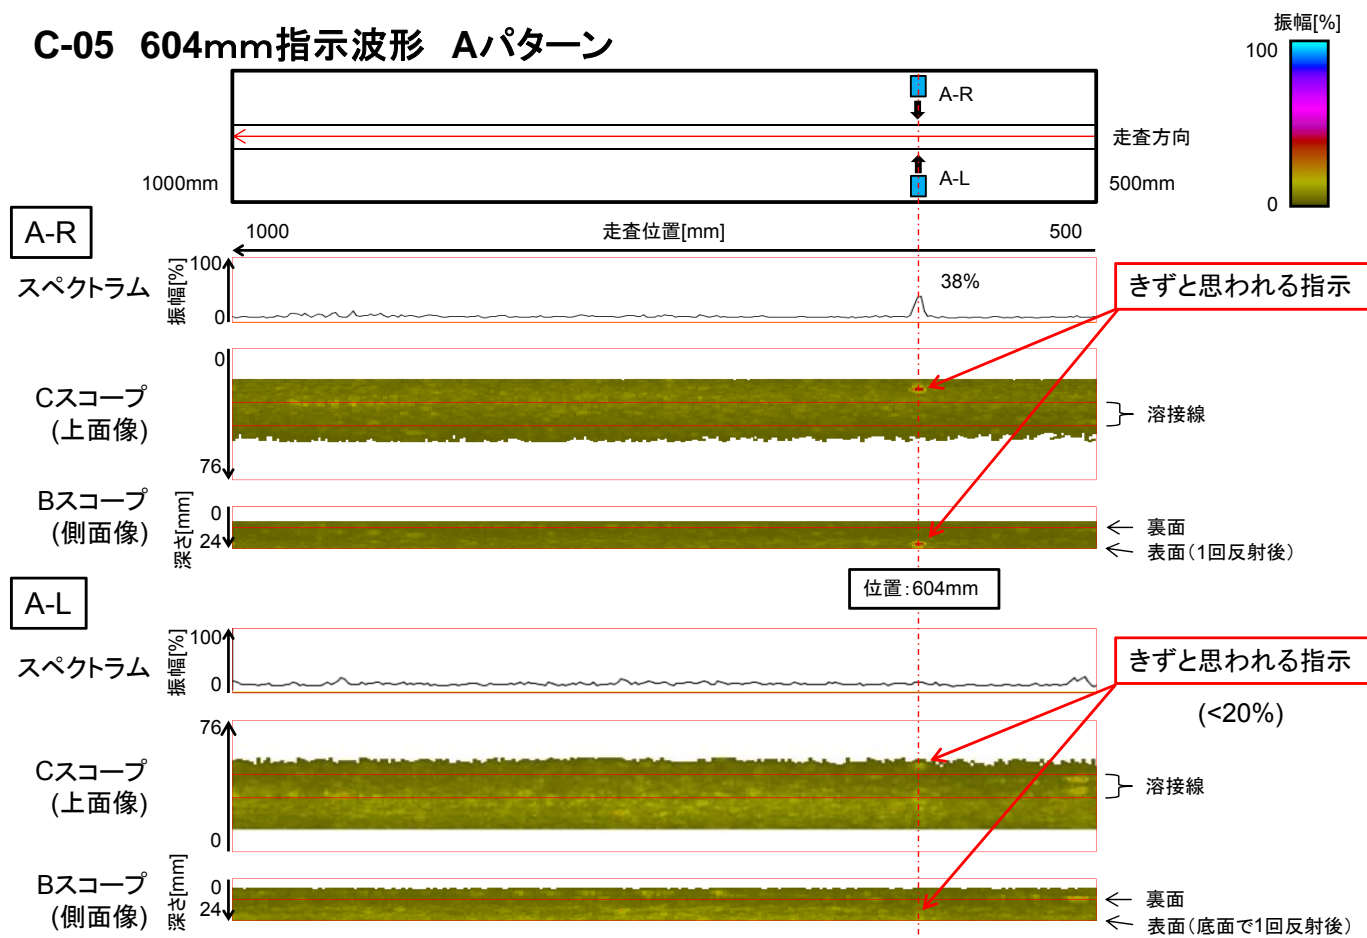 C-05 604mm指示波形 Aパターン
振幅[%]
100
0
A-R
走査方向
A-L
1000mm
500mm
A-R
1000
走査位置[mm]
500
スペクトラム
振幅[%]
100
0
38%
きずと思われる指示
Cスコープ
(上面像)
0
76
溶接線
Bスコープ
(側面像)
深さ[mm]
0
24
裏面
表面(1回反射後)
位置:604mm
A-L
スペクトラム
振幅[%]
100
0
きずと思われる指示
(<20%)
Cスコープ
(上面像)
76
0
溶接線
Bスコープ
(側面像)
深さ[mm]
0
24
裏面
表面(底面で1回反射後)